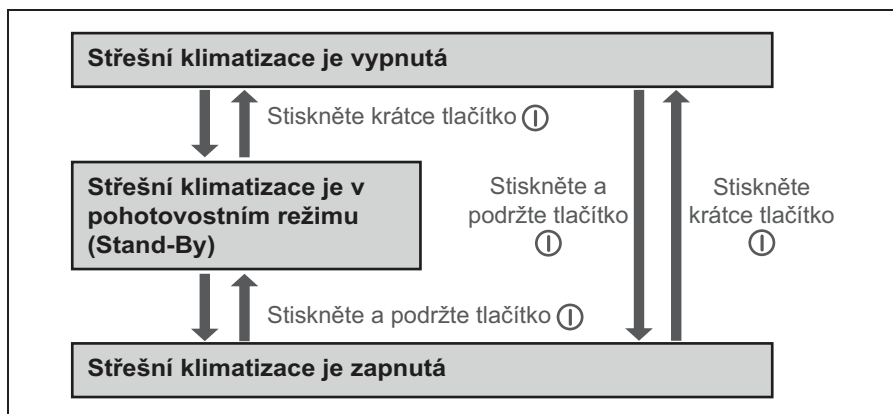 Střešní klimatizace je vypnutá
Stiskněte krátce tlačítko
Střešní klimatizace je v
pohotovostním režimu
(Stand-By)
Stiskněte a
podržte tlačítko
Stiskněte
krátce tlačítko
Stiskněte a podržte tlačítko
Střešní klimatizace je zapnutá